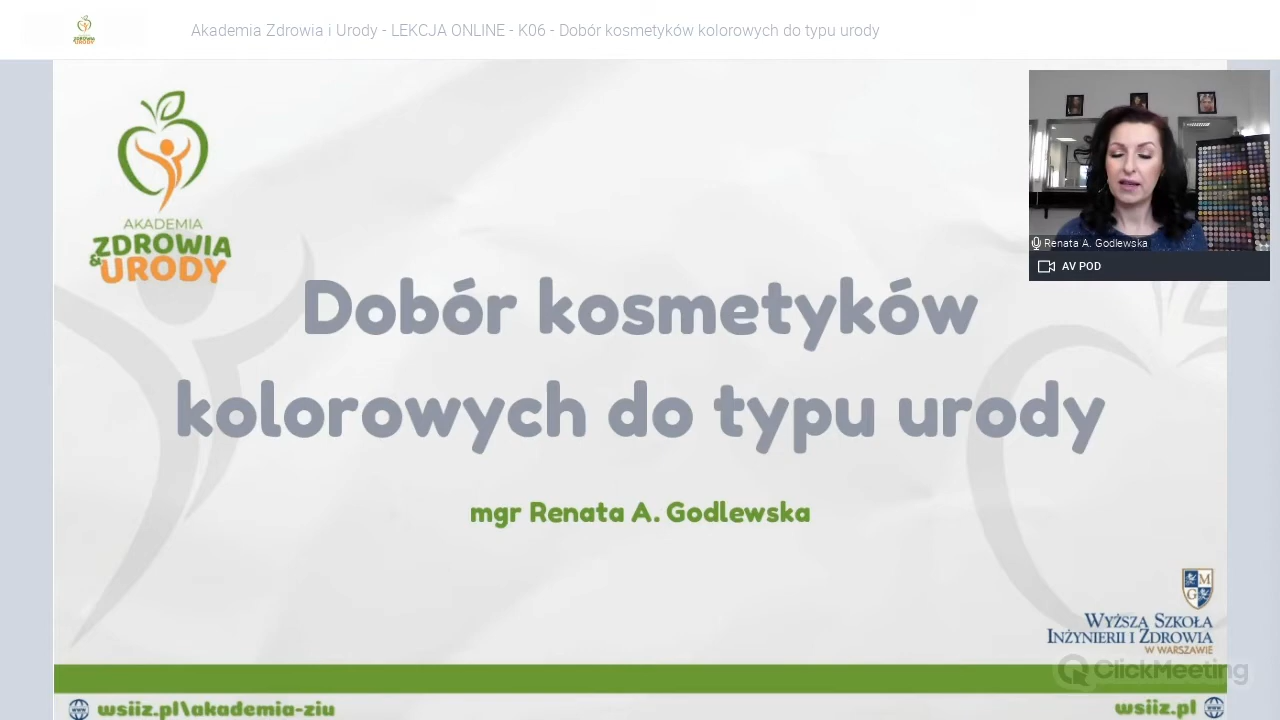 Akademia Zdrowia i Urody - LEKCJA ONLINE - K06 - Dobór kosmetyków kolorowych do typu urody
AKADEMIA
ZDROWIA
& URODY
Renata A. Godlewska
AV POD
Dobór kosmetyków
kolorowych do typu urody
mgr Renata A. Godlewska
M
G
WYŻSZA SZKOŁA
INŻYNIERII I ZDROWIA
W WARSZAWIE
ClickMeeting
www wsiiz.pl\akademia-ziu
wsiiz.pl www